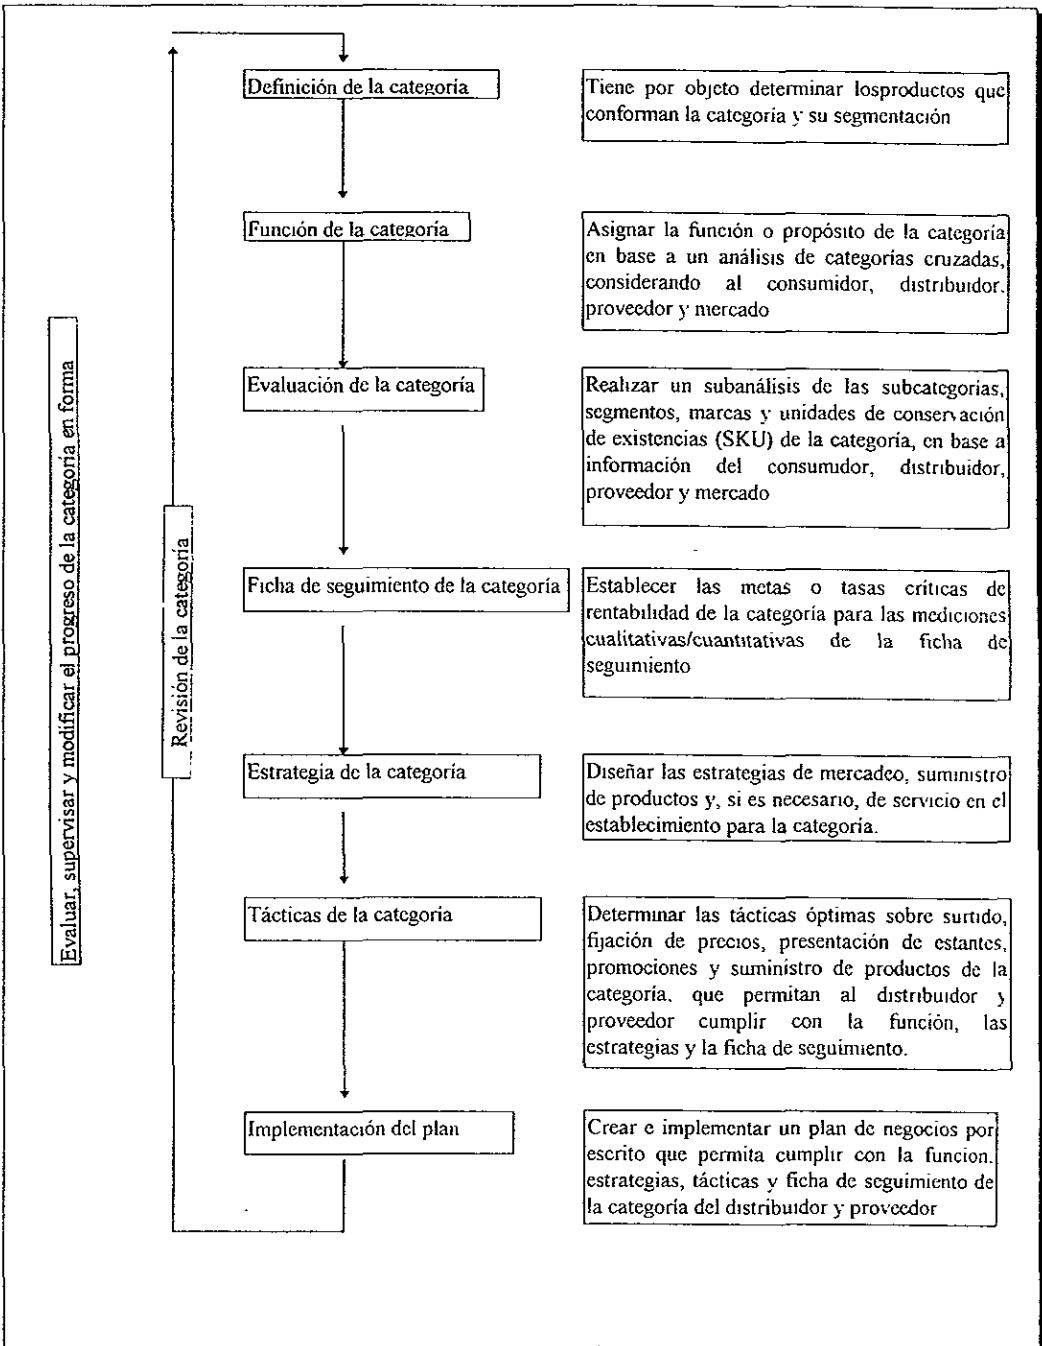 Definición de la categoría
Tiene por objeto determinar losproductos que
conforman la categoría y su segmentación
Función de la categoría
Asignar la función o propósito de la categoría
en base a un análisis de categorías cruzadas,
considerando al consumidor, distribuidor.
proveedor y mercado
Evaluación de la categoría
Realizar un subanálisis de las subcategorias,
segmentos, marcas y unidades de conservación
de existencias (SKU) de la categoría, en base a
información del consumidor, distribuidor,
proveedor y mercado
Ficha de seguimiento de la categoría
Establecer las metas o tasas críticas de
rentabilidad de la categoría para las mediciones
cualitativas/cuantitativas de la ficha de
seguimiento
Estrategia de la categoría
Diseñar las estrategias de mercadeo, suministro
de productos y, si es necesario, de servicio en el
establecimiento para la categoría.
Tácticas de la categoría
Determinar las tácticas óptimas sobre surtido,
fijación de precios, presentación de estantes,
promociones y suministro de productos de la
categoría. que permitan al distribuidor y
proveedor cumplir con la función, las
estrategias y la ficha de seguimiento.
Implementación del plan
Crear e implementar un plan de negocios por
escrito que permita cumplir con la funcion.
estrategias, tácticas y ficha de seguimiento de
la categoría del distribuidor y proveedor
Revisión de la categoría
Evaluar, supervisar y modificar el progreso de la categoría en forma